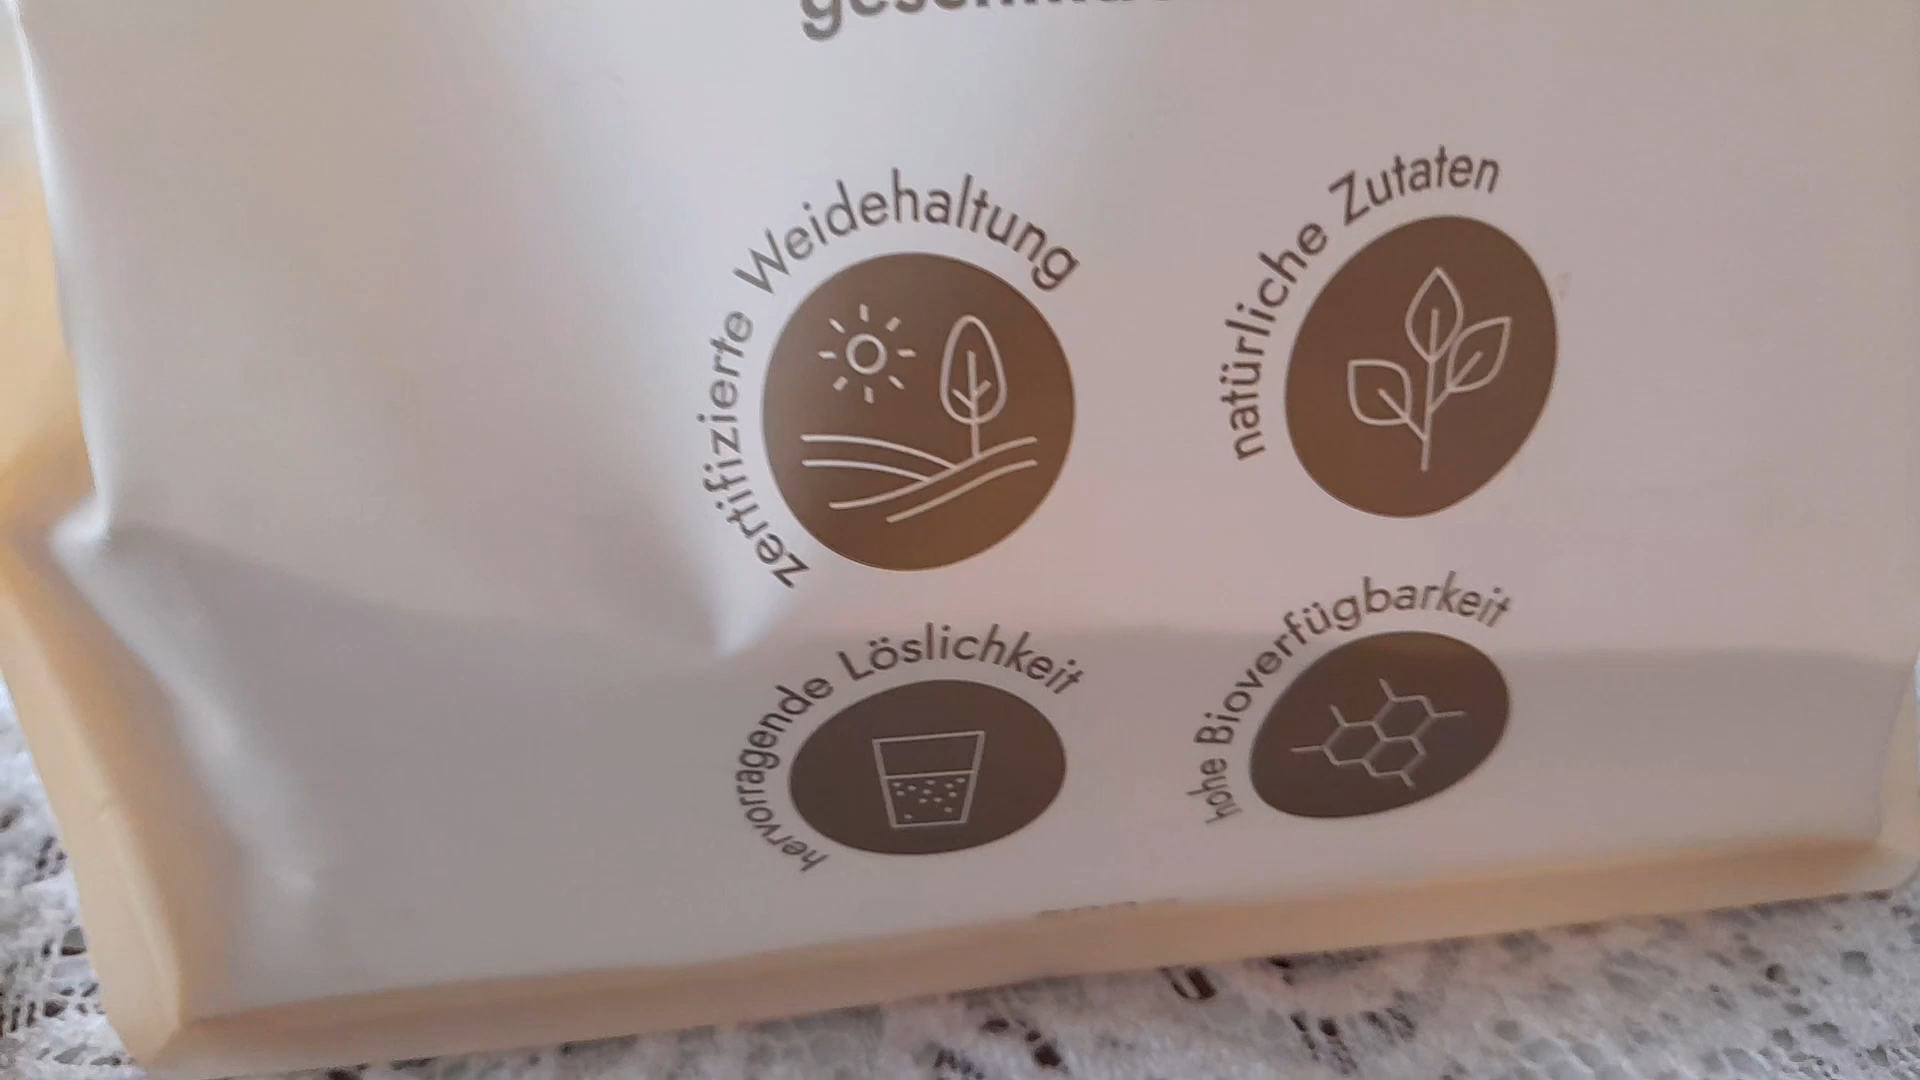 Zertifizierte Weidehaltung
natürliche Zutaten
hervorragende Löslichkeit
hohe Bioverfügbarkeit